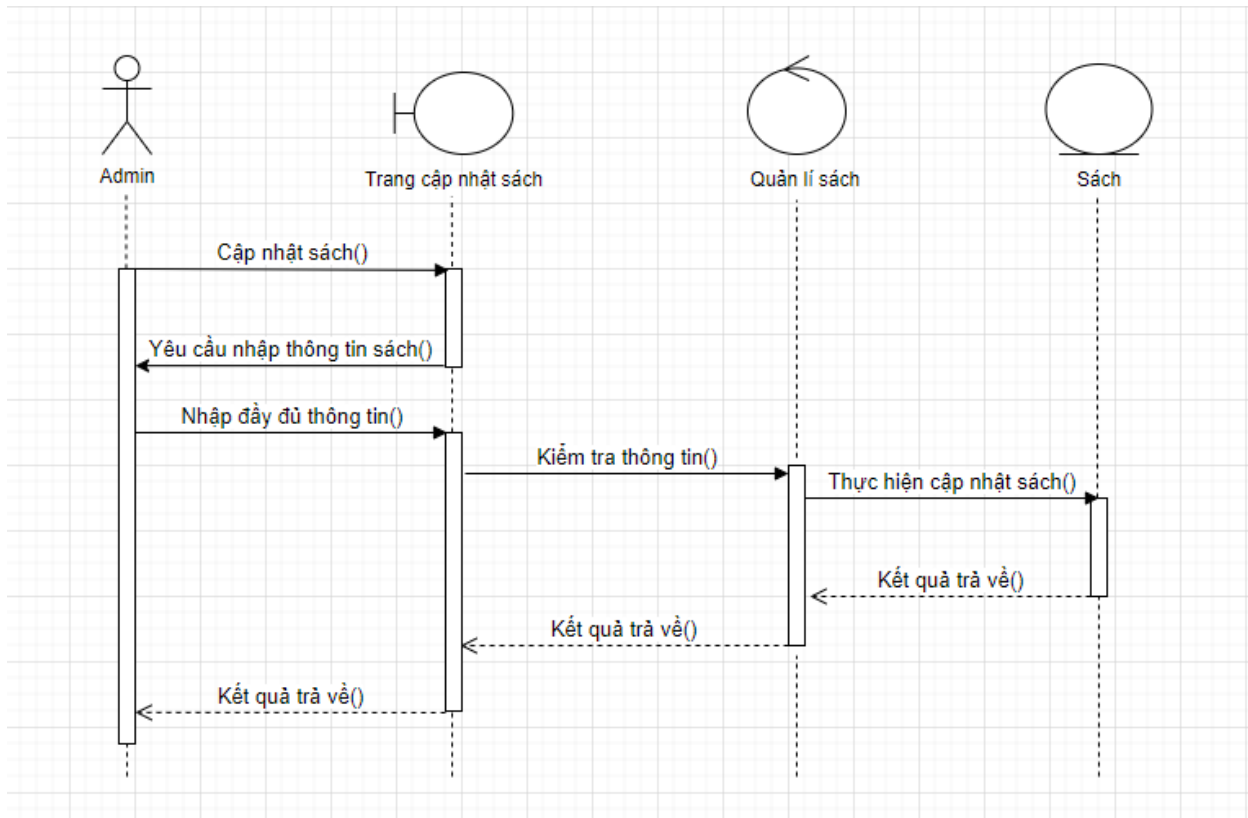 Admin
Trang cập nhật sách
Quản lí sách
Sách
Cập nhật sách()
Yêu cầu nhập thông tin sách()
Nhập đầy đủ thông tin()
Kiểm tra thông tin()
Thực hiện cập nhật sách()
Kết quả trả về()
Kết quả trả về()
Kết quả trả về()